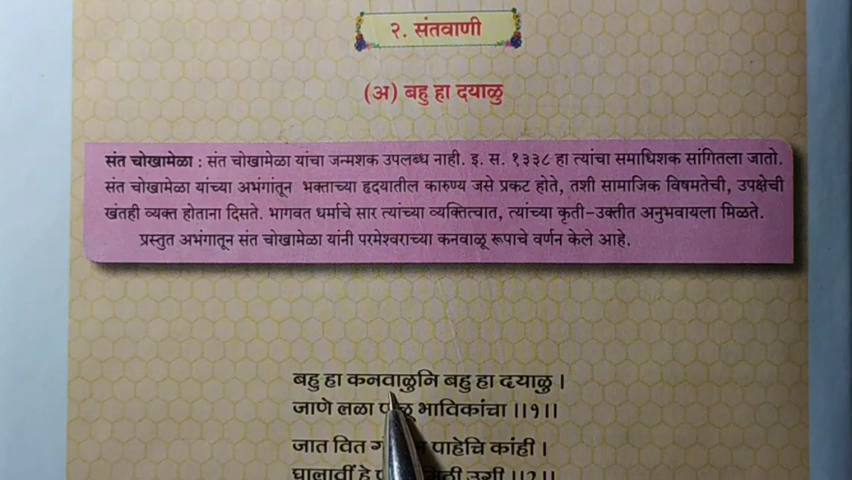 २. संतवाणी
(अ) बहु हा दयाळु
संत चोखामेळा : संत चोखामेळा यांचा जन्मशक उपलब्ध नाही. इ. स. १३३८ हा त्यांचा समाधिशक सांगितला जातो.
संत चोखामेळा यांच्या अभंगांतून भक्ताच्या हृदयातील कारुण्य जसे प्रकट होते, तशी सामाजिक विषमतेची, उपक्षेची
खंतही व्यक्त होताना दिसते. भागवत धर्माचे सार त्यांच्या व्यक्तित्वात, त्यांच्या कृती-उक्तीत अनुभवायला मिळते.
प्रस्तुत अभंगातून संत चोखामेळा यांनी परमेश्वराच्या कनवाळू रूपाचे वर्णन केले आहे.
बहु हा कनवाळुनि बहु हा दयाळु ।
जाणे लळा भाविकांचा ।।१।।
जात वित पाहेचि कांही ।
घालावीं हे मिठी उगी ।।२।।